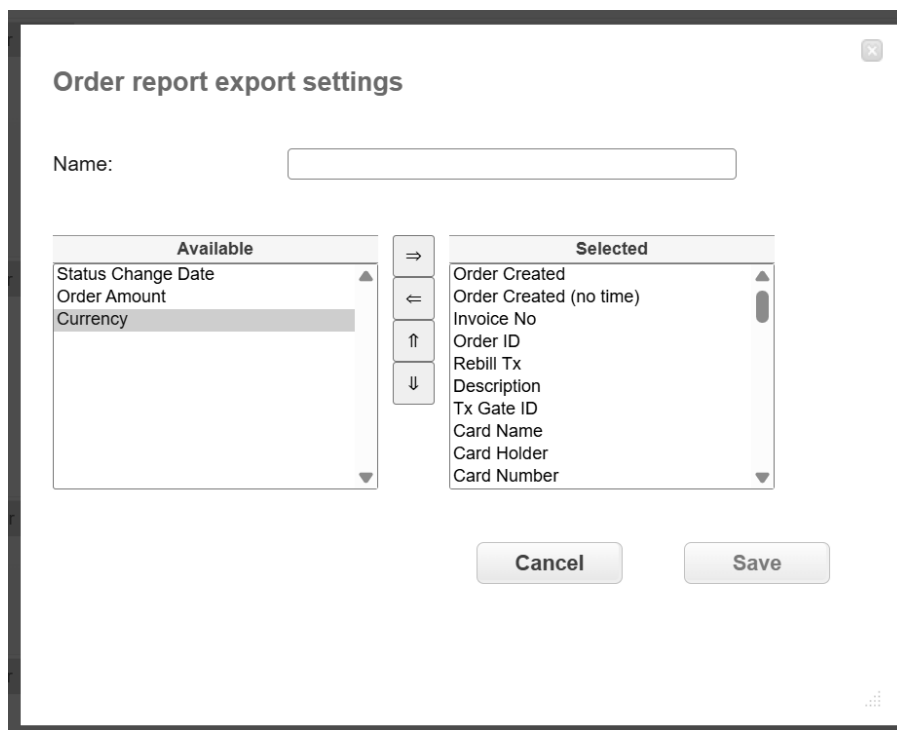 Order report export settings
Name:
Available
Status Change Date
Order Amount
Currency
⇒
⇐
⇑
⇓
Selected
Order Created
Order Created (no time)
Invoice No
Order ID
Rebill Tx
Description
Tx Gate ID
Card Name
Card Holder
Card Number
Cancel
Save